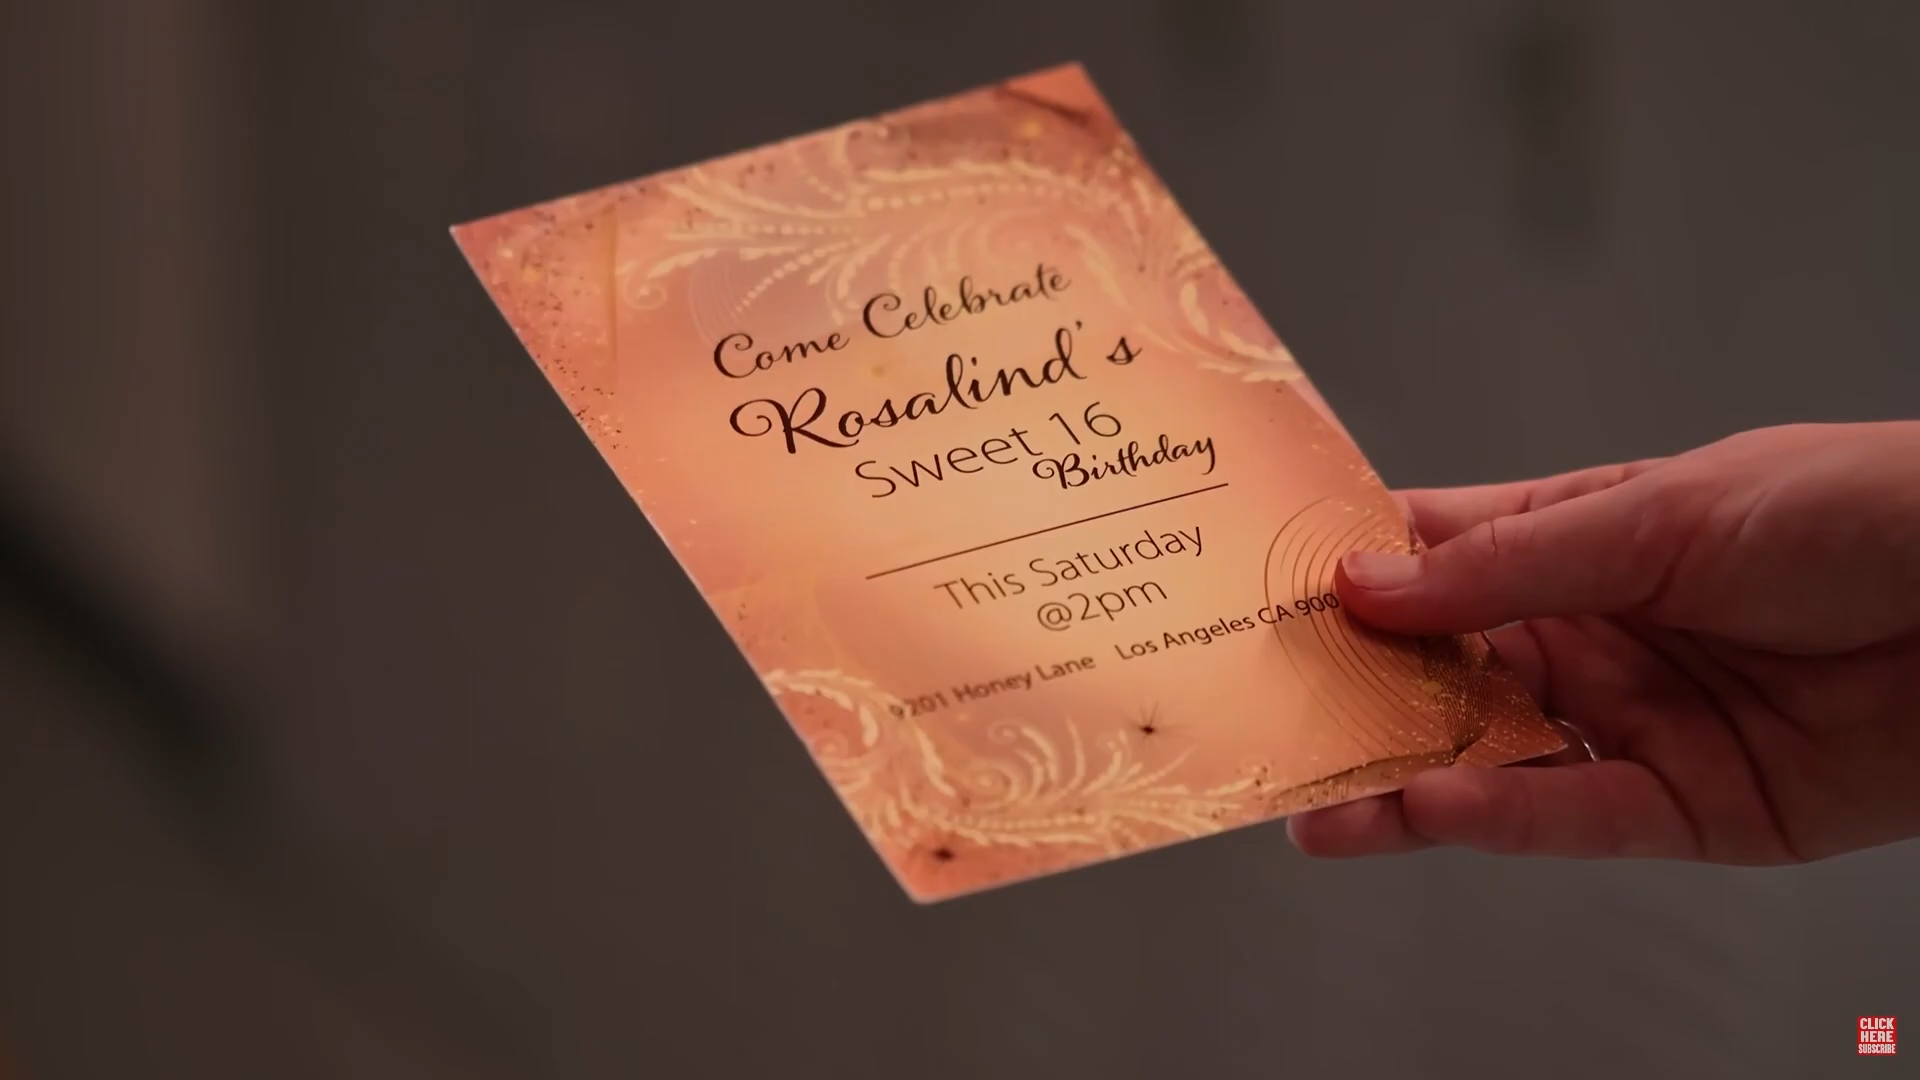 Come Celebrate
Rosalind's
Sweet 16
Birthday
This Saturday
@2pm
9201 Honey Lane Los Angeles CA 900
CLICK
HERE
SUBSCRIBE